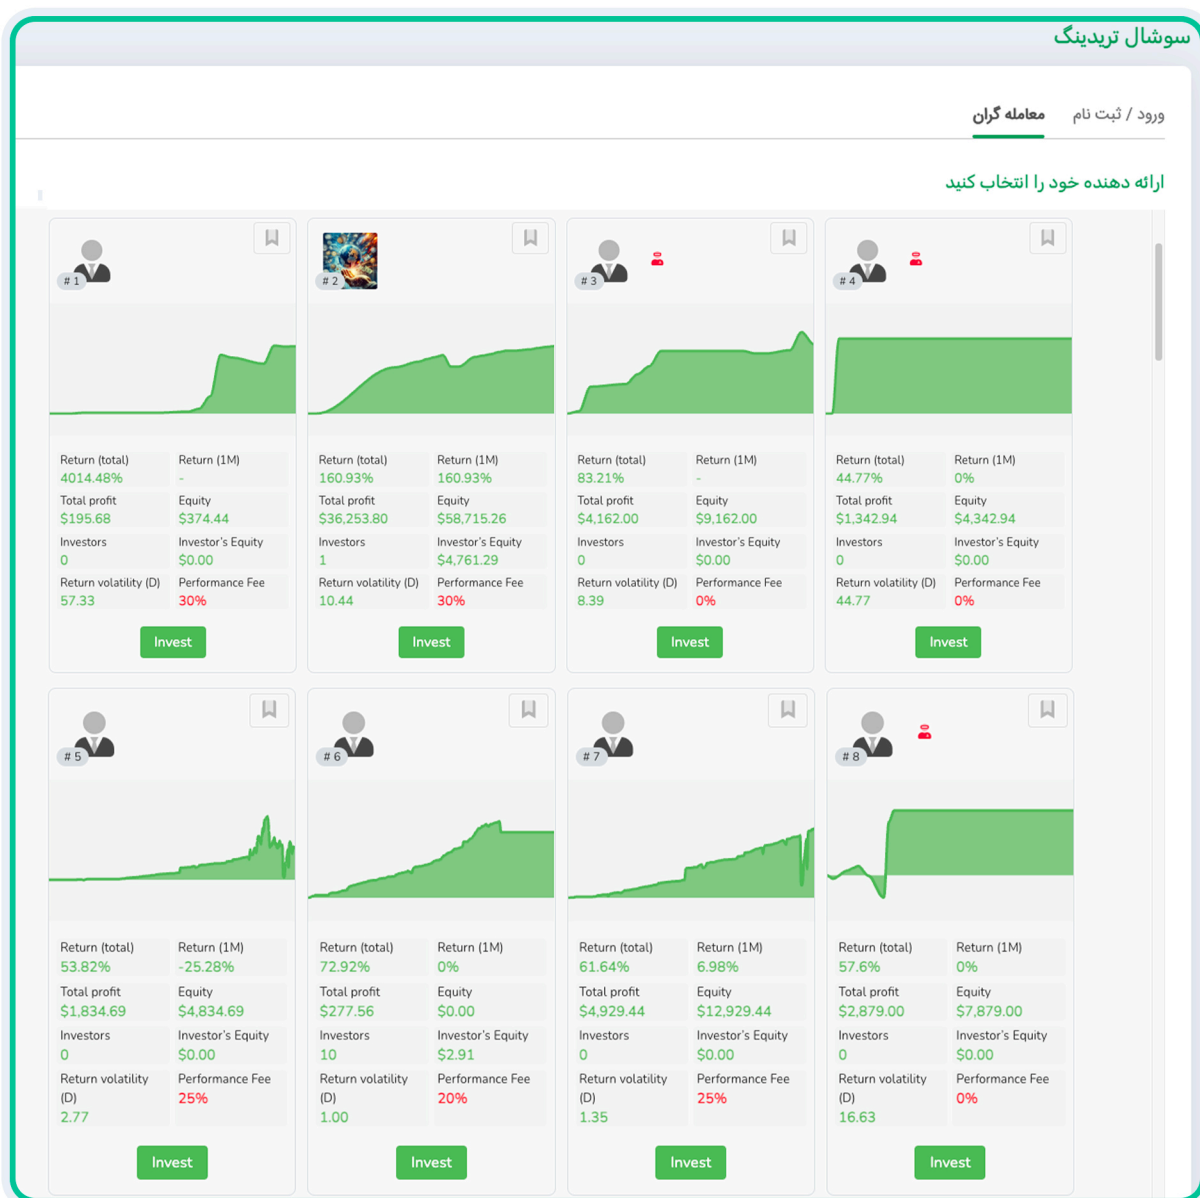 سوشال تریدینگ
ورود / ثبت نام معامله گران
ارائه دهنده خود را انتخاب کنید
# 1
Return (total) Return (1M)
4014.48% -
Total profit Equity
$195.68 $374.44
Investors Investor's Equity
0 $0.00
Return volatility (D) Performance Fee
57.33 30%
Invest
# 2
Return (total) Return (1M)
160.93% 160.93%
Total profit Equity
$36,253.80 $58,715.26
Investors Investor's Equity
1 $4,761.29
Return volatility (D) Performance Fee
10.44 30%
Invest
# 3
Return (total) Return (1M)
83.21% -
Total profit Equity
$4,162.00 $9,162.00
Investors Investor's Equity
0 $0.00
Return volatility (D) Performance Fee
8.39 0%
Invest
# 4
Return (total) Return (1M)
44.77% 0%
Total profit Equity
$1,342.94 $4,342.94
Investors Investor's Equity
0 $0.00
Return volatility (D) Performance Fee
44.77 0%
Invest
# 5
Return (total) Return (1M)
53.82% -25.28%
Total profit Equity
$1,834.69 $4,834.69
Investors Investor's Equity
0 $0.00
Return volatility Performance Fee
(D) 25%
2.77
Invest
# 6
Return (total) Return (1M)
72.92% 0%
Total profit Equity
$277.56 $0.00
Investors Investor's Equity
10 $2.91
Return volatility Performance Fee
(D) 20%
1.00
Invest
# 7
Return (total) Return (1M)
61.64% 6.98%
Total profit Equity
$4,929.44 $12,929.44
Investors Investor's Equity
0 $0.00
Return volatility Performance Fee
(D) 25%
1.35
Invest
# 8
Return (total) Return (1M)
57.6% 0%
Total profit Equity
$2,879.00 $7,879.00
Investors Investor's Equity
0 $0.00
Return volatility Performance Fee
(D) 0%
16.63
Invest